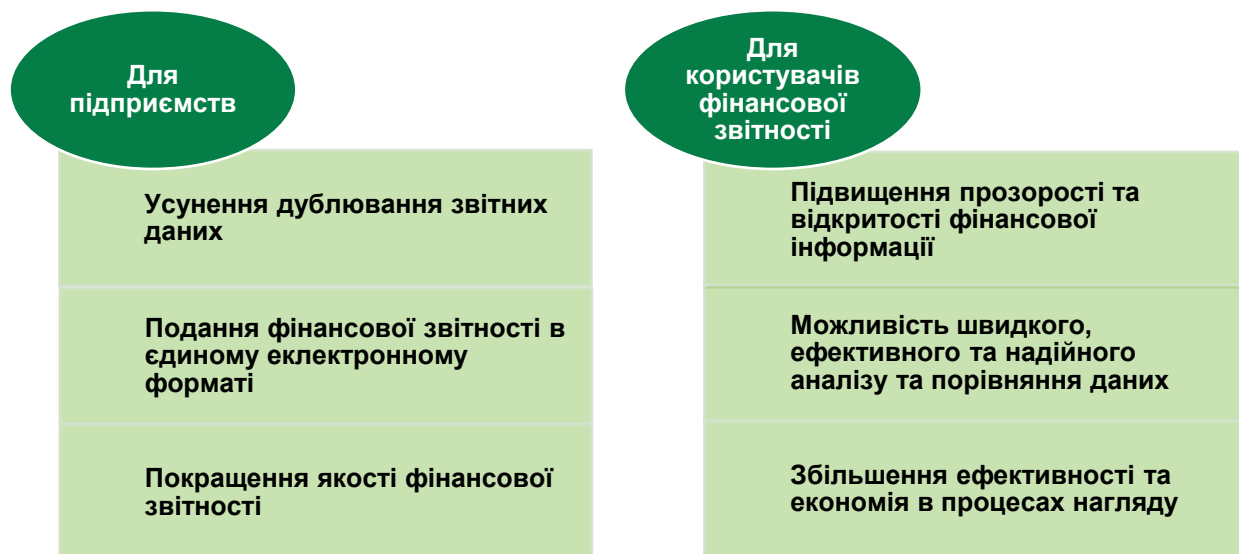 Для
підприємств
Усунення дублювання звітних
даних
Подання фінансової звітності в
єдиному еклектронному
форматі
Покращення якості фінансової
звітності
Для
користувачів
фінансової
звітності
Підвищення прозорості та
відкритості фінансової
інформації
Можливість швидкого,
ефективного та надійного
аналізу та порівняння даних
Збільшення ефективності та
економія в процесах нагляду